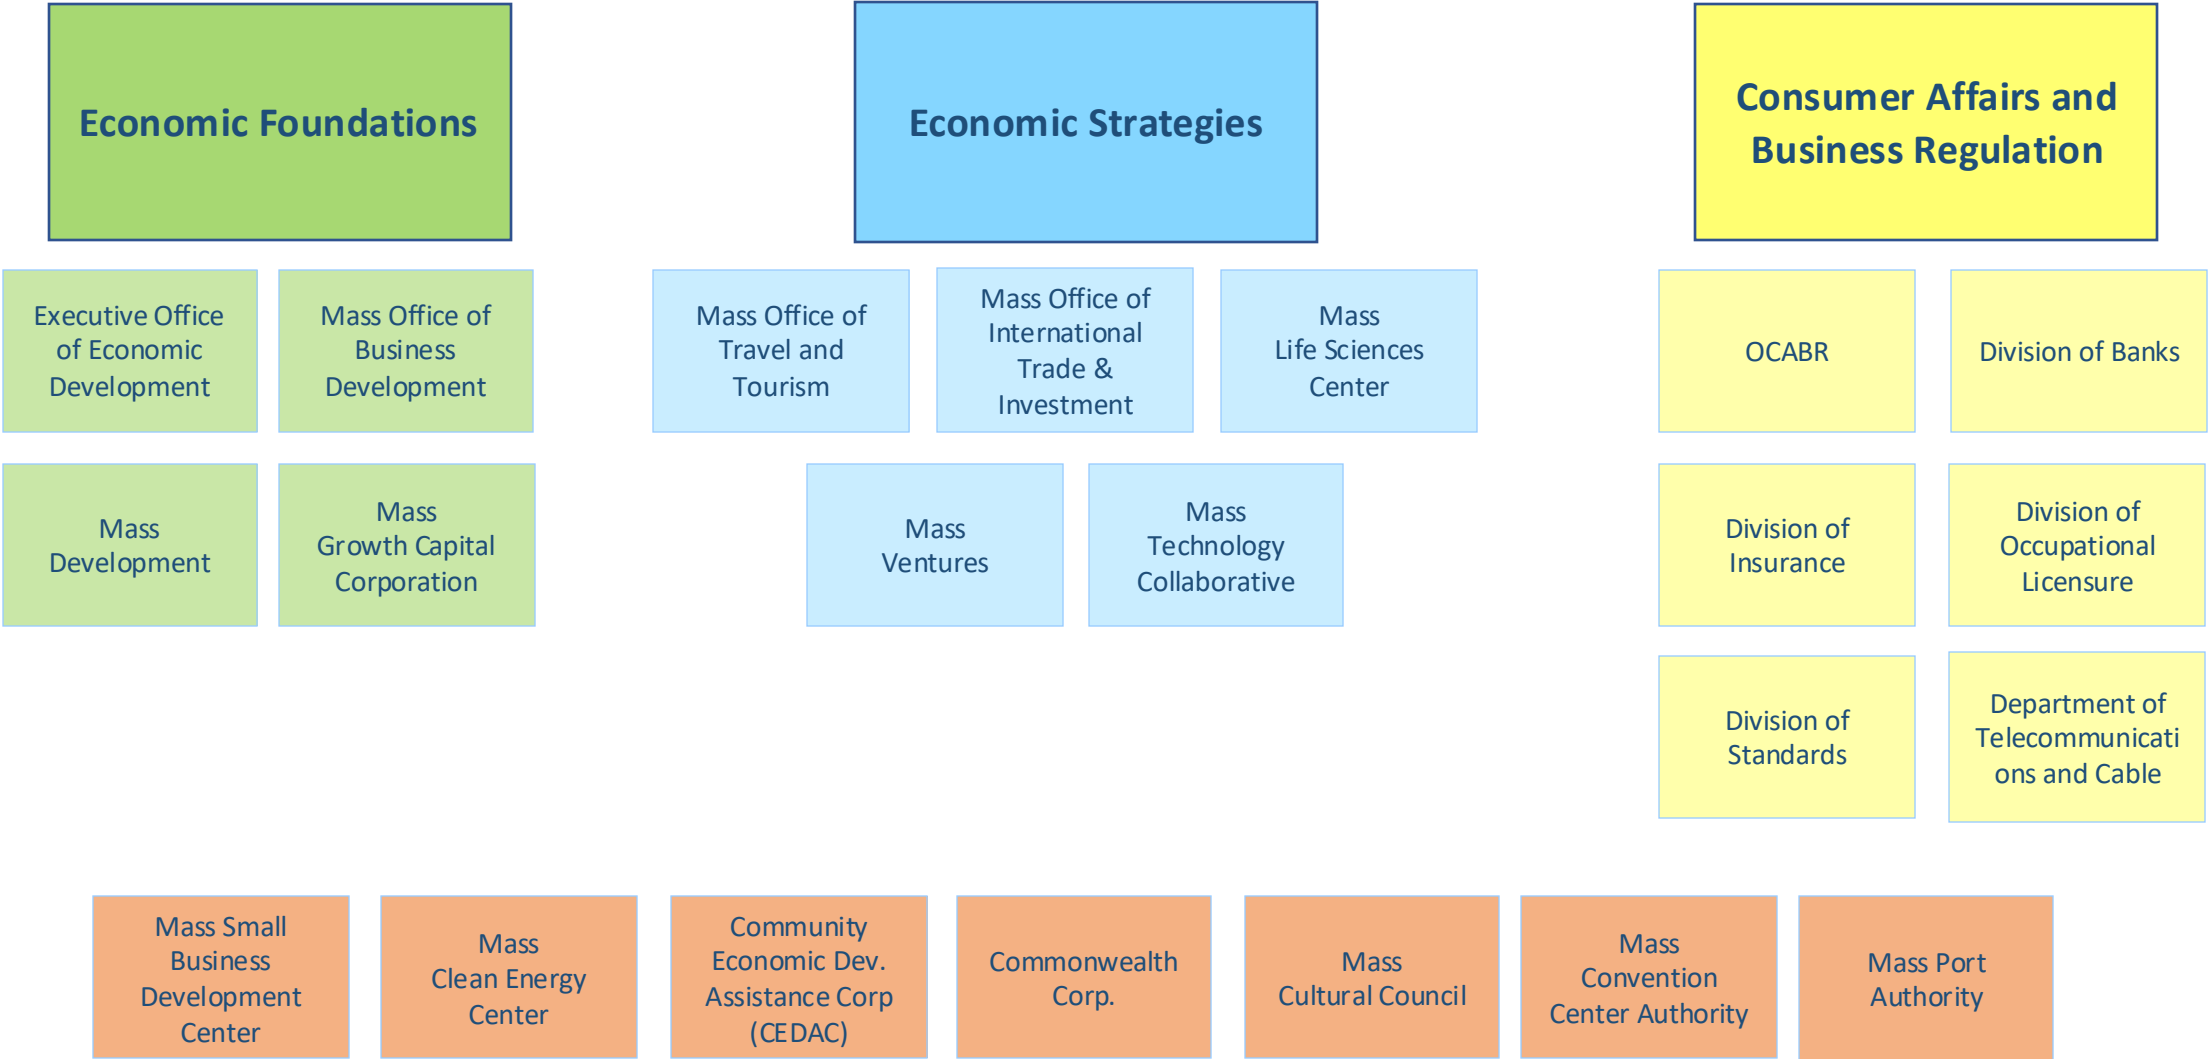 Economic Foundations
Economic Strategies
Consumer Affairs and
Business Regulation
Executive Office
of Economic
Development
Mass Office of
Business
Development
Mass
Development
Mass
Growth Capital
Corporation
Mass Office of
Travel and
Tourism
Mass Office of
International
Trade &
Investment
Mass
Life Sciences
Center
Mass
Ventures
Mass
Technology
Collaborative
OCABR
Division of Banks
Division of
Insurance
Division of
Occupational
Licensure
Division of
Standards
Department of
Telecommunicati
ons and Cable
Mass Small
Business
Development
Center
Mass
Clean Energy
Center
Community
Economic Dev.
Assistance Corp
(CEDAC)
Commonwealth
Corp.
Mass
Cultural Council
Mass
Convention
Center Authority
Mass Port
Authority